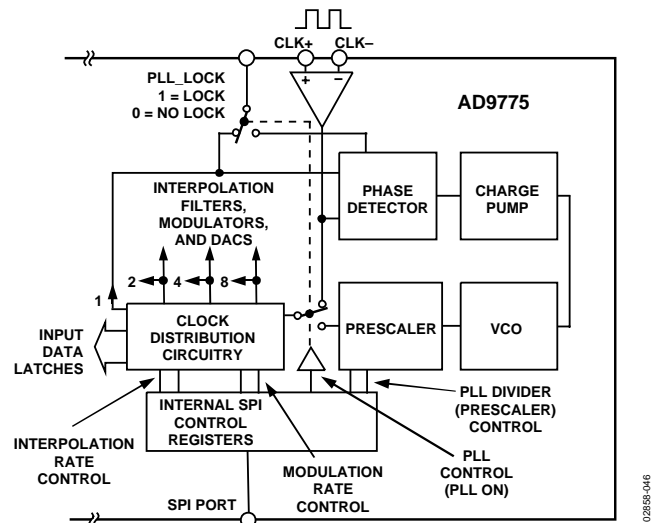 CLK+ CLK–
+ –
PLL_LOCK
1 = LOCK
0 = NO LOCK
AD9775
INTERPOLATION
FILTERS,
MODULATORS,
AND DACS
PHASE
DETECTOR
CHARGE
PUMP
2 4 8
1
CLOCK
DISTRIBUTION
CIRCUITRY
PRESCALER
VCO
INPUT
DATA
LATCHES
INTERNAL SPI
CONTROL
REGISTERS
PLL DIVIDER
(PRESCALER)
CONTROL
INTERPOLATION
RATE
CONTROL
MODULATION
RATE
CONTROL
PLL
CONTROL
(PLL ON)
SPI PORT
02858-046